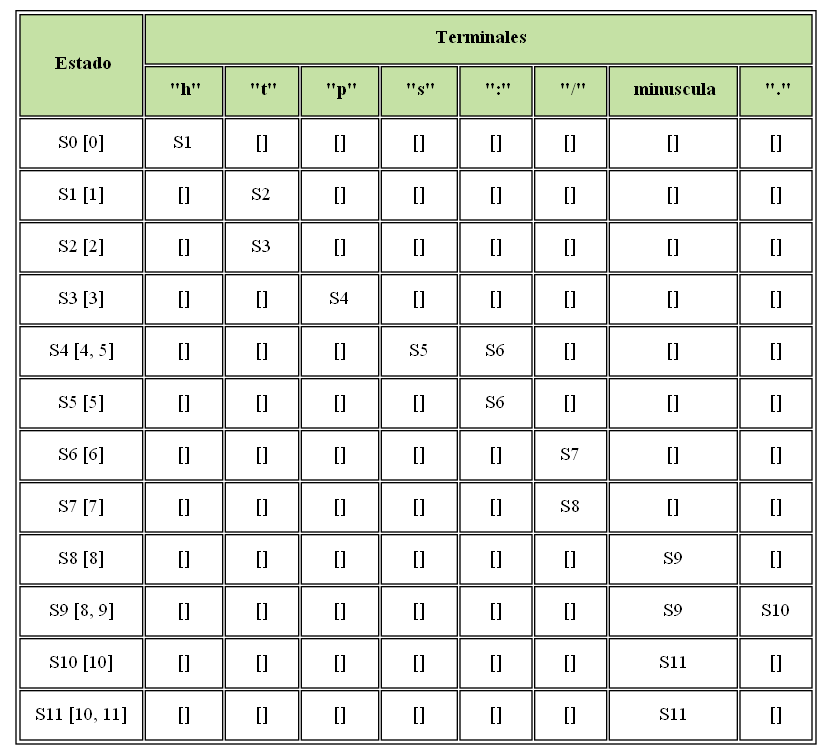 Estado Terminales
"h" "t" "p" "s" ":" "/" minuscula "."
S0 [0] S1 [] [] [] [] [] [] []
S1 [1] [] S2 [] [] [] [] [] []
S2 [2] [] S3 [] [] [] [] [] []
S3 [3] [] [] S4 [] [] [] [] []
S4 [4, 5] [] [] [] S5 S6 [] [] []
S5 [5] [] [] [] [] S6 [] [] []
S6 [6] [] [] [] [] [] S7 [] []
S7 [7] [] [] [] [] [] S8 [] []
S8 [8] [] [] [] [] [] [] S9 []
S9 [8, 9] [] [] [] [] [] [] S9 S10
S10 [10] [] [] [] [] [] [] S11 []
S11 [10, 11] [] [] [] [] [] [] S11 []